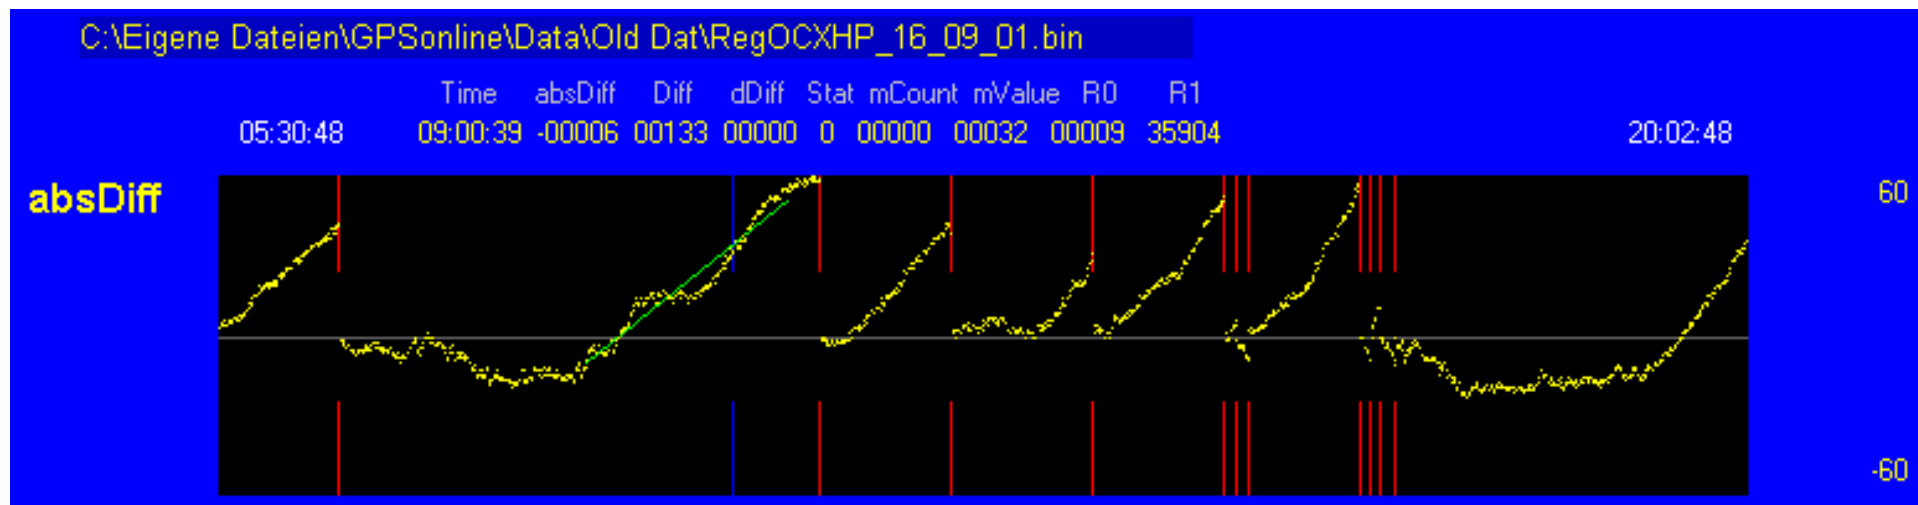 C:\Eigene Dateien\GPSonline\Data\Old Dat\RegOCXHP_16_09_01.bin
Time absDiff Diff dDiff Stat mCount mValue R0 R1
05:30:48 09:00:39 -00006 00133 00000 0 00000 00032 00009 35904 20:02:48
absDiff 60
-60